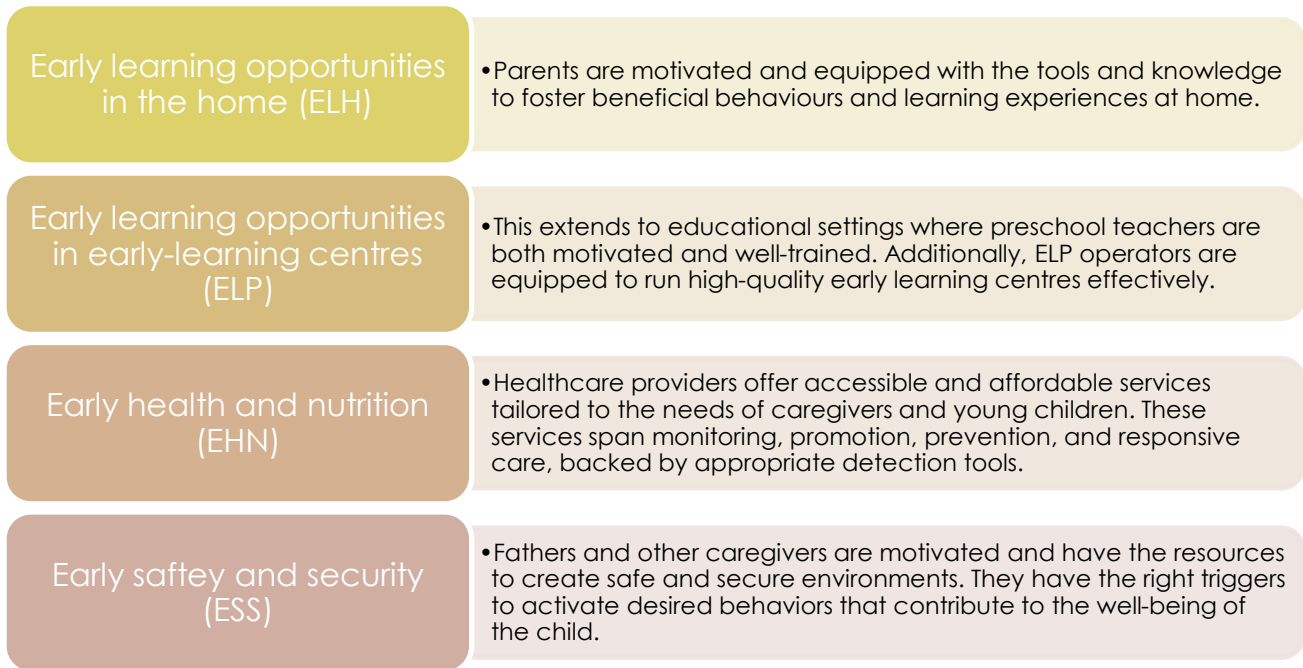 Early learning opportunities
in the home (ELH)
•Parents are motivated and equipped with the tools and knowledge
to foster beneficial behaviours and learning experiences at home.
Early learning opportunities
in early-learning centres
(ELP)
•This extends to educational settings where preschool teachers are
both motivated and well-trained. Additionally, ELP operators are
equipped to run high-quality early learning centres effectively.
Early health and nutrition
(EHN)
•Healthcare providers offer accessible and affordable services
tailored to the needs of caregivers and young children. These
services span monitoring, promotion, prevention, and responsive
care, backed by appropriate detection tools.
Early saftey and security
(ESS)
•Fathers and other caregivers are motivated and have the resources
to create safe and secure environments. They have the right triggers
to activate desired behaviors that contribute to the well-being of
the child.